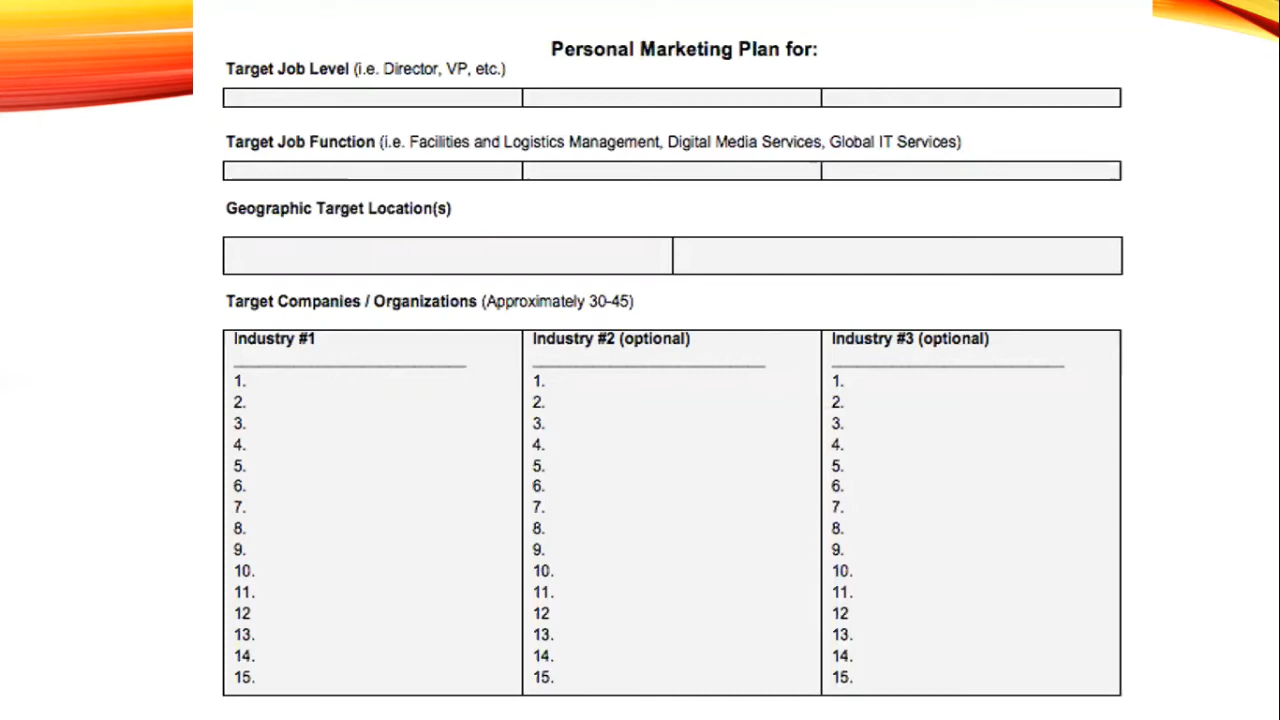 Personal Marketing Plan for:
Target Job Level (i.e. Director, VP, etc.)
Target Job Function (i.e. Facilities and Logistics Management, Digital Media Services, Global IT Services)
Geographic Target Location(s)
Target Companies / Organizations (Approximately 30-45)
Industry #1 Industry #2 (optional) Industry #3 (optional)
1. 1. 1.
2. 2. 2.
3. 3. 3.
4. 4. 4.
5. 5. 5.
6. 6. 6.
7. 7. 7.
8. 8. 8.
9. 9. 9.
10. 10. 10.
11. 11. 11.
12 12 12
13. 13. 13.
14. 14. 14.
15. 15. 15.